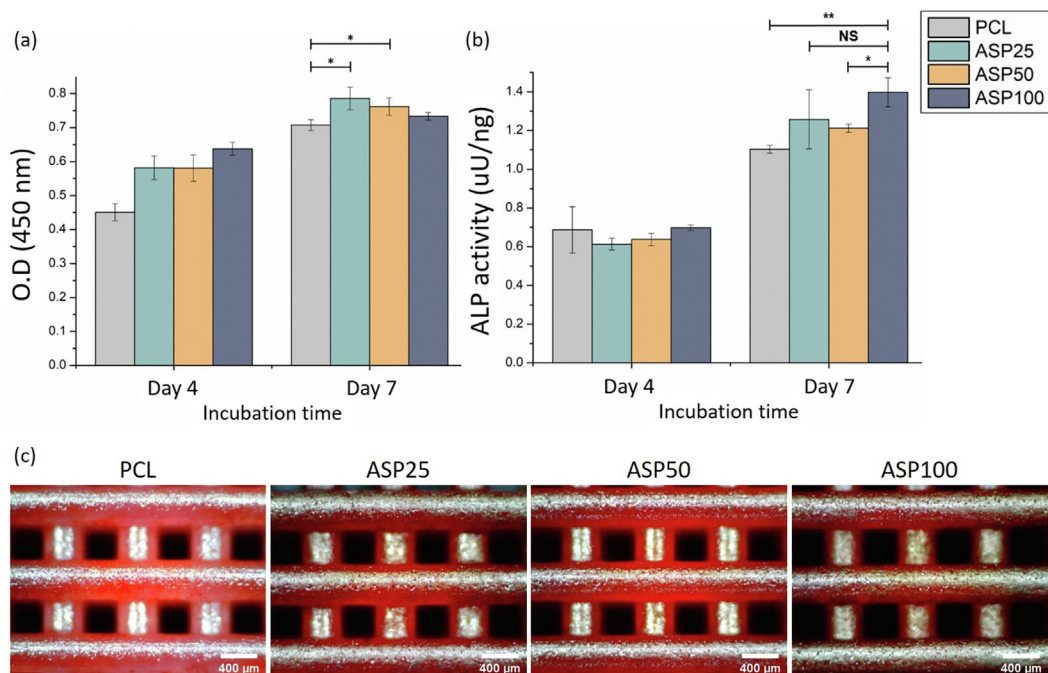 (a)
*
*
0.8
0.7
0.6
0.5
0.4
0.3
0.2
0.1
0.0
O.D (450 nm)
Day 4
Day 7
Incubation time
(b)
**
NS
*
1.4
1.2
1.0
0.8
0.6
0.4
0.2
0.0
ALP activity (uU/ng)
Day 4
Day 7
Incubation time
PCL
ASP25
ASP50
ASP100
(c)
PCL
ASP25
ASP50
ASP100
400 μm
400 μm
400 μm
400 μm